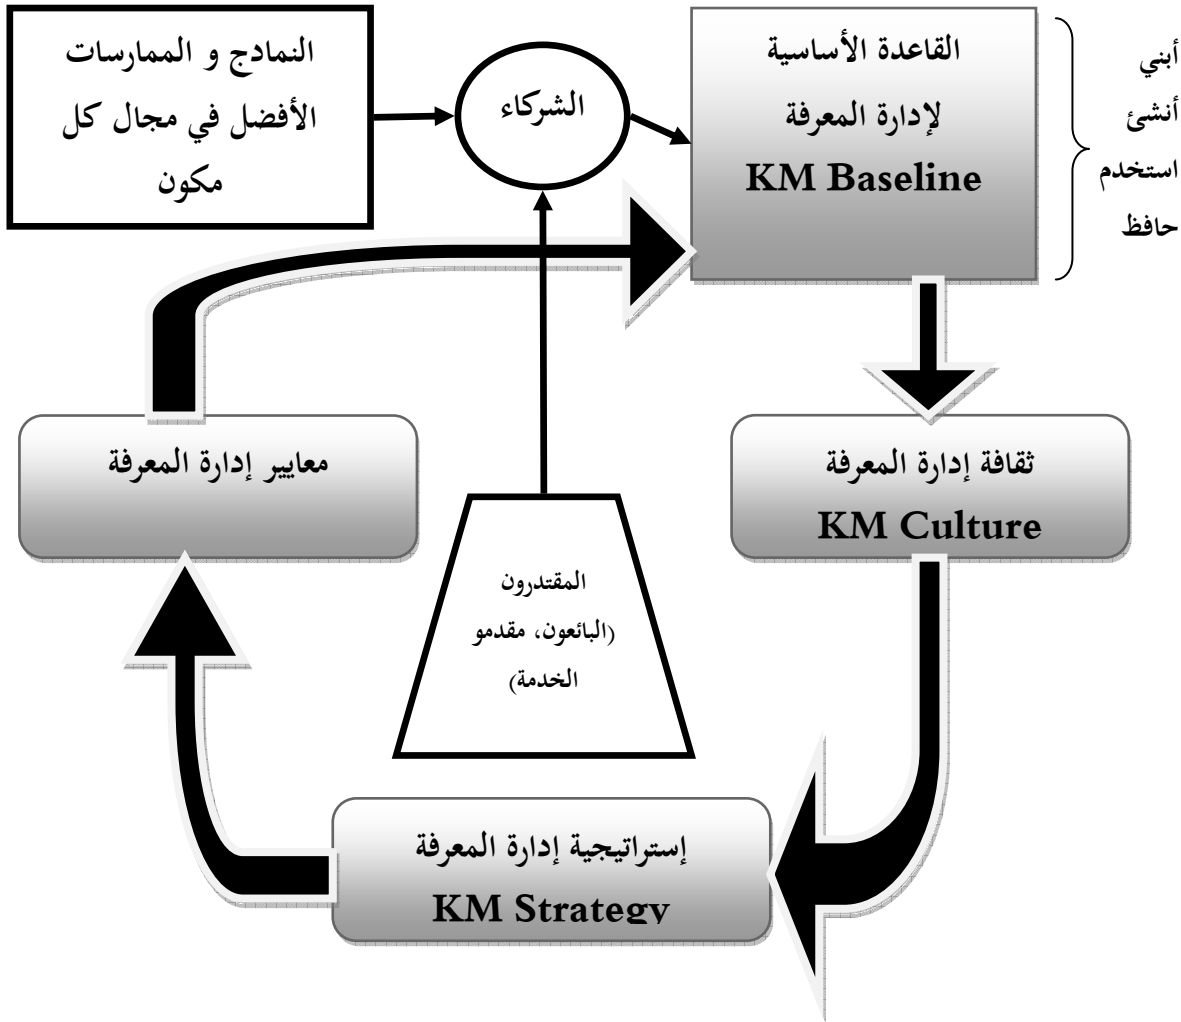 النماذج و الممارسات
الأفضل في مجال كل
مكون
الشركاء
القاعدة الأساسية
لإدارة المعرفة
KM Baseline
أبني
أنشئ
استخدم
حافظ
معايير إدارة المعرفة
ثقافة إدارة المعرفة
KM Culture
المقتدرون
(البائعون، مقدمو
الخدمة)
إستراتيجية إدارة المعرفة
KM Strategy